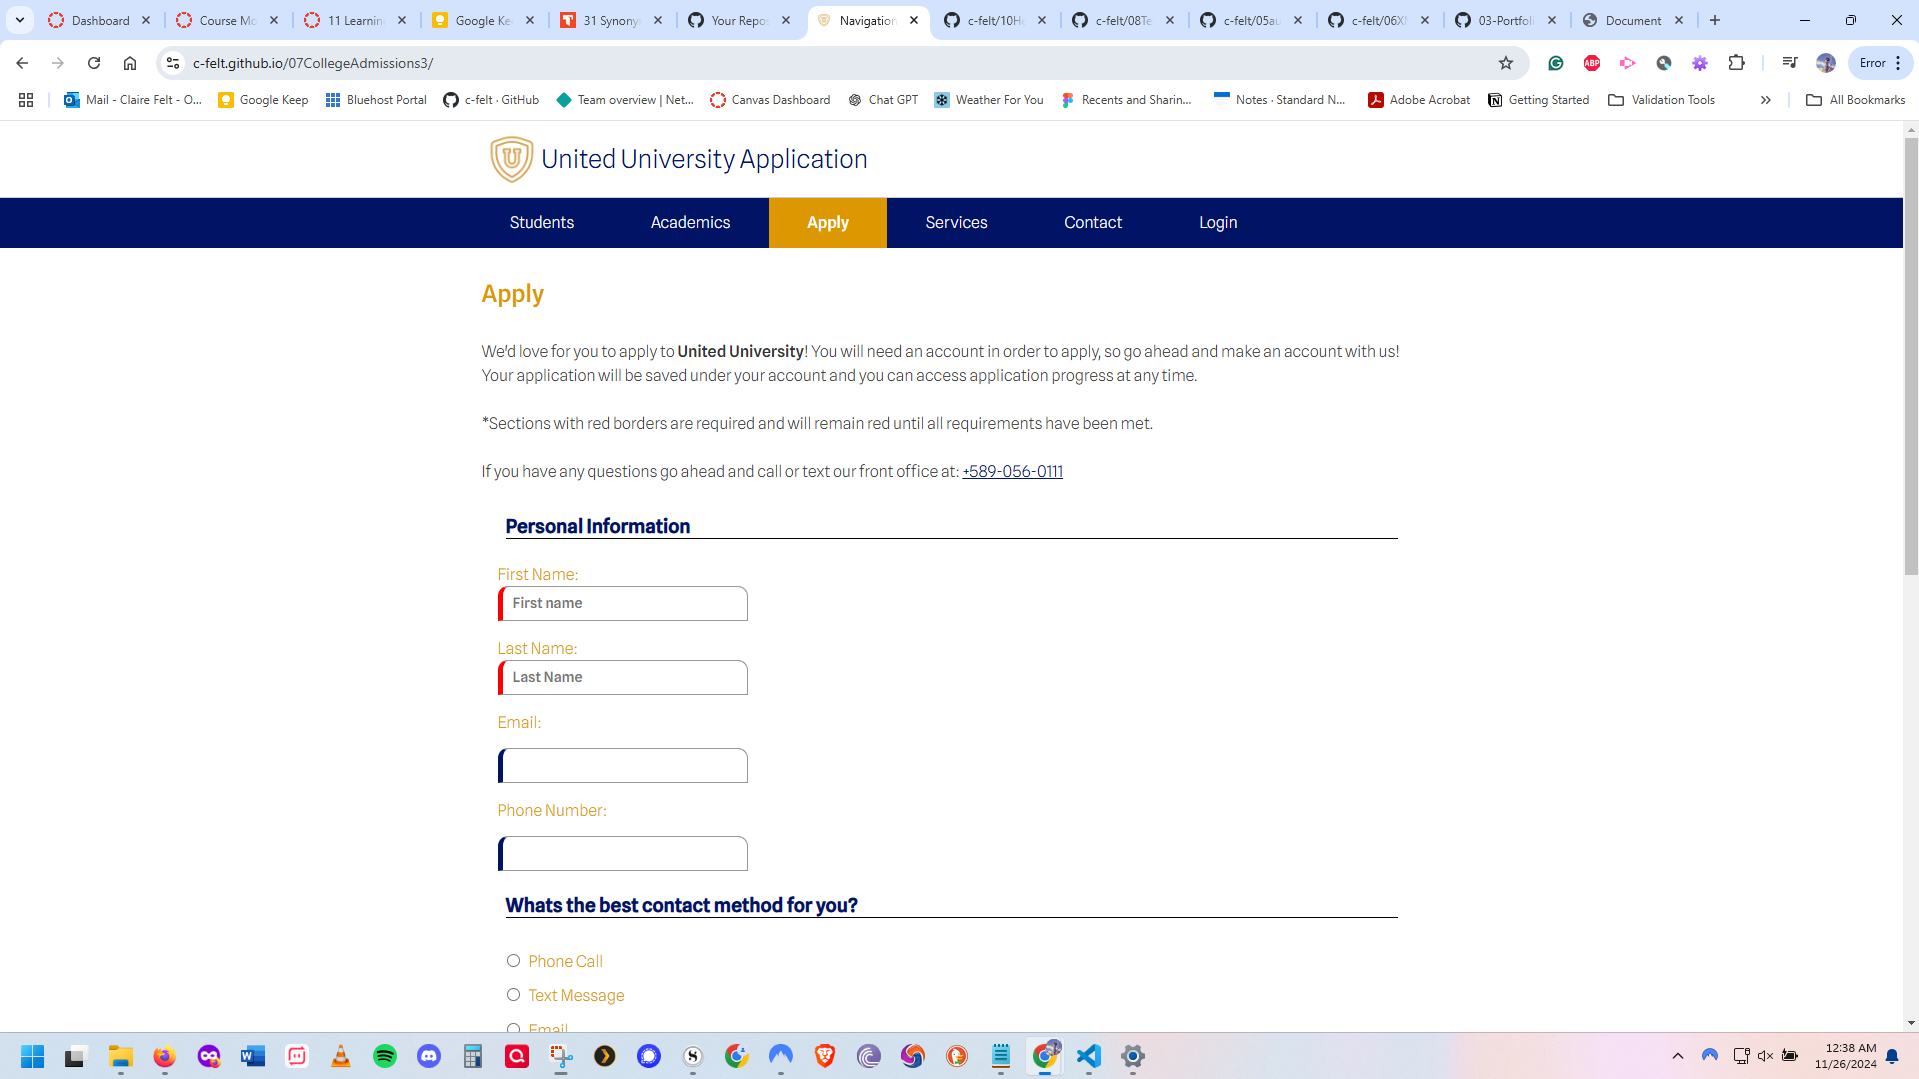 Dashboard
Course Mo
11 Learnin
Google Ke
31 Synony
Your Repo
Navigation
c-felt/10He
c-felt/08Te
c-felt/05au
c-felt/06XM
03-Portfoli
Document
c-felt.github.io/07CollegeAdmissions3/
Error
Mail - Claire Felt - O...
Google Keep
Bluehost Portal
c-felt · GitHub
Team overview | Net...
Canvas Dashboard
Chat GPT
Weather For You
Recents and Sharin...
Notes · Standard N...
Adobe Acrobat
Getting Started
Validation Tools
All Bookmarks
United University Application
Students
Academics
Apply
Services
Contact
Login
Apply
We'd love for you to apply to United University! You will need an account in order to apply, so go ahead and make an account with us!
Your application will be saved under your account and you can access application progress at any time.
*Sections with red borders are required and will remain red until all requirements have been met.
If you have any questions go ahead and call or text our front office at: +589-056-0111
Personal Information
First Name:
First name
Last Name:
Last Name
Email:
Phone Number:
Whats the best contact method for you?
Phone Call
Text Message
Email
12:38 AM
11/26/2024